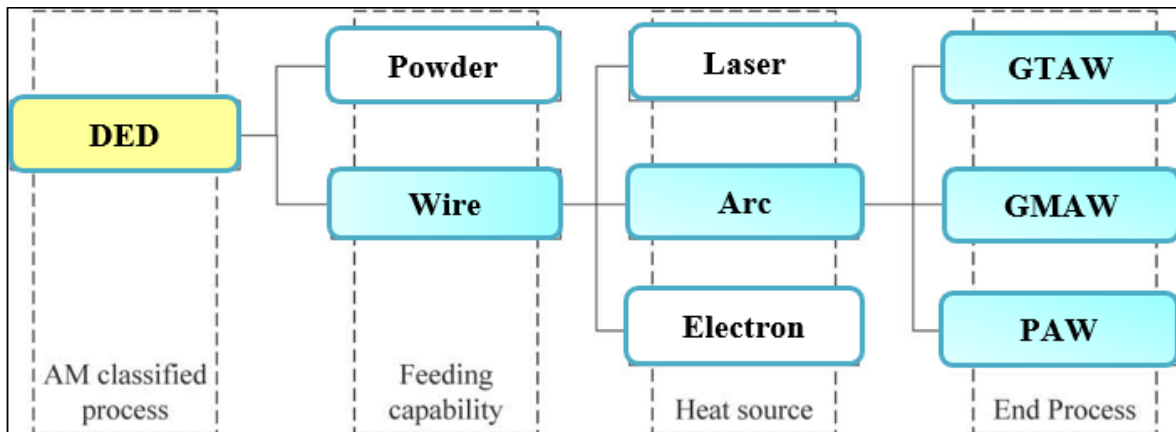 DED
AM classified
process
Powder
Wire
Feeding
capability
Laser
Arc
Electron
Heat source
GTAW
GMAW
PAW
End Process